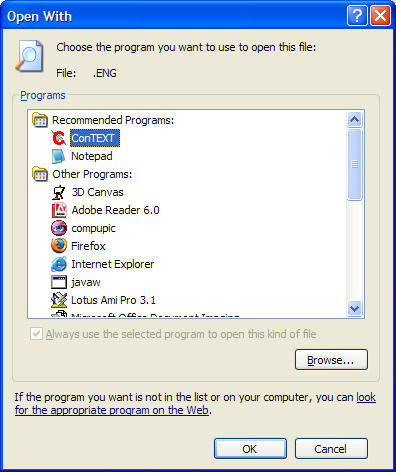 Open With
Choose the program you want to use to open this file:
File: .ENG
Programs
Recommended Programs:
ConTEXT
Notepad
Other Programs:
3D Canvas
Adobe Reader 6.0
compupic
Firefox
Internet Explorer
javaw
Lotus Ami Pro 3.1
Microsoft Office Document Imaging
Always use the selected program to open this kind of file
Browse...
If the program you want is not in the list or on your computer, you can look
for the appropriate program on the Web.
OK Cancel